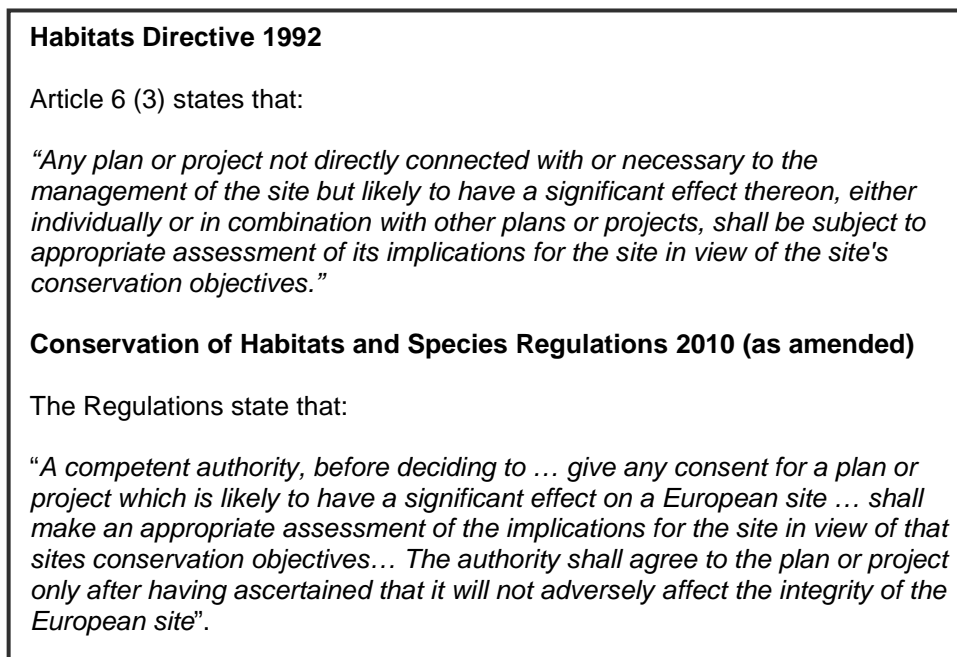 Habitats Directive 1992
Article 6 (3) states that:
“Any plan or project not directly connected with or necessary to the
management of the site but likely to have a significant effect thereon, either
individually or in combination with other plans or projects, shall be subject to
appropriate assessment of its implications for the site in view of the site's
conservation objectives.”
Conservation of Habitats and Species Regulations 2010 (as amended)
The Regulations state that:
“A competent authority, before deciding to … give any consent for a plan or
project which is likely to have a significant effect on a European site … shall
make an appropriate assessment of the implications for the site in view of that
sites conservation objectives… The authority shall agree to the plan or project
only after having ascertained that it will not adversely affect the integrity of the
European site”.